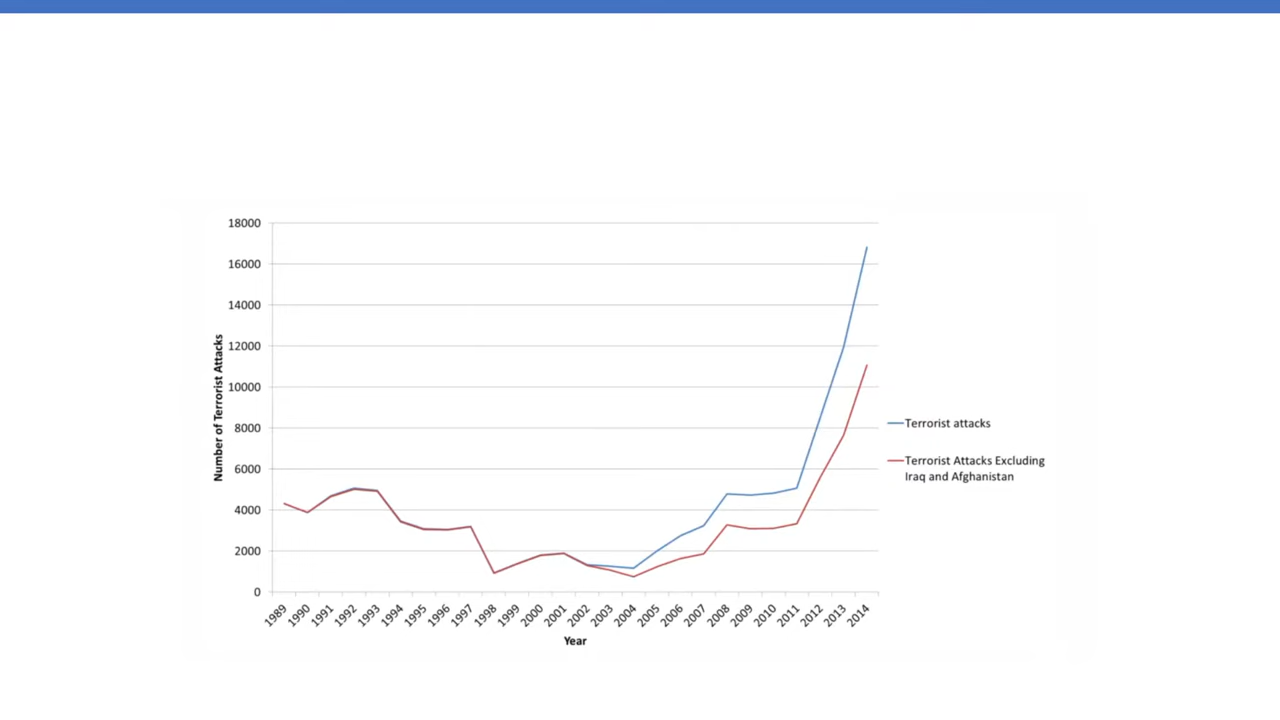 18000
16000
14000
12000
10000
8000
6000
4000
2000
0
Number of Terrorist Attacks
1989 1990 1991 1992 1993 1994 1995 1996 1997 1998 1999 2000 2001 2002 2003 2004 2005 2006 2007 2008 2009 2010 2011 2012 2013 2014
Year
Terrorist attacks
Terrorist Attacks Excluding
Iraq and Afghanistan